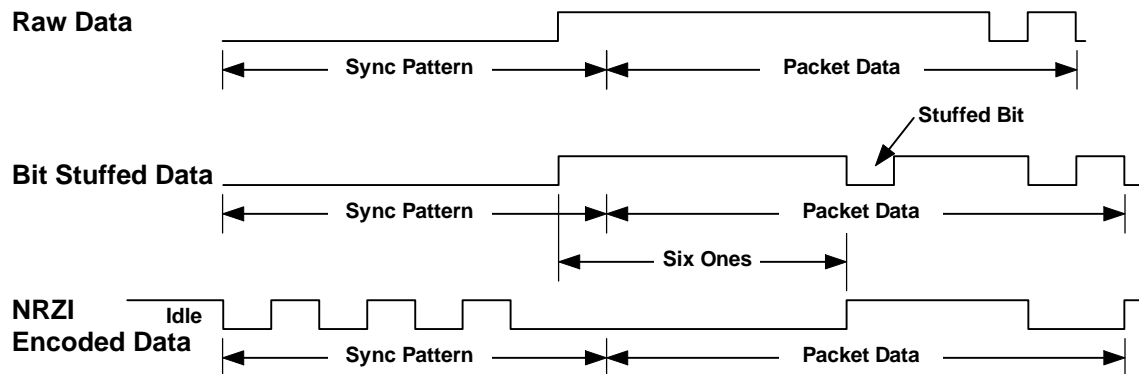 Raw Data
Sync Pattern
Packet Data
Stuffed Bit
Bit Stuffed Data
Sync Pattern
Packet Data
Six Ones
NRZI
Encoded Data
Idle
Sync Pattern
Packet Data